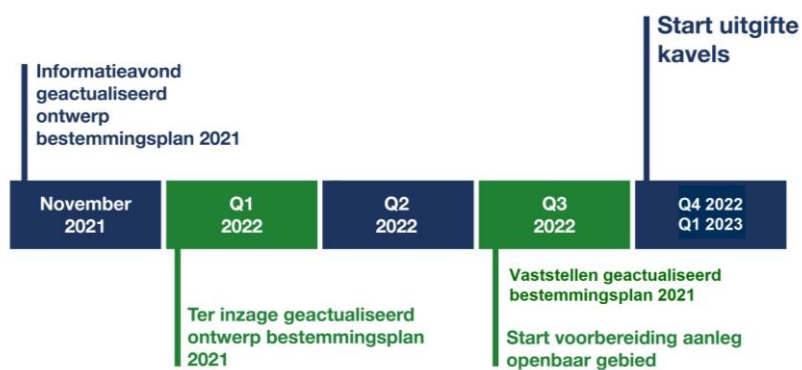 Start uitgifte
kavels
Informatieavond
geactualiseerd
ontwerp
bestemmingsplan 2021
November
2021
Q1
2022
Q2
2022
Q3
2022
Q4 2022
Q1 2023
Ter inzage geactualiseerd
ontwerp bestemmingsplan
2021
Vaststellen geactualiseerd
bestemmingsplan 2021
Start voorbereiding aanleg
openbaar gebied